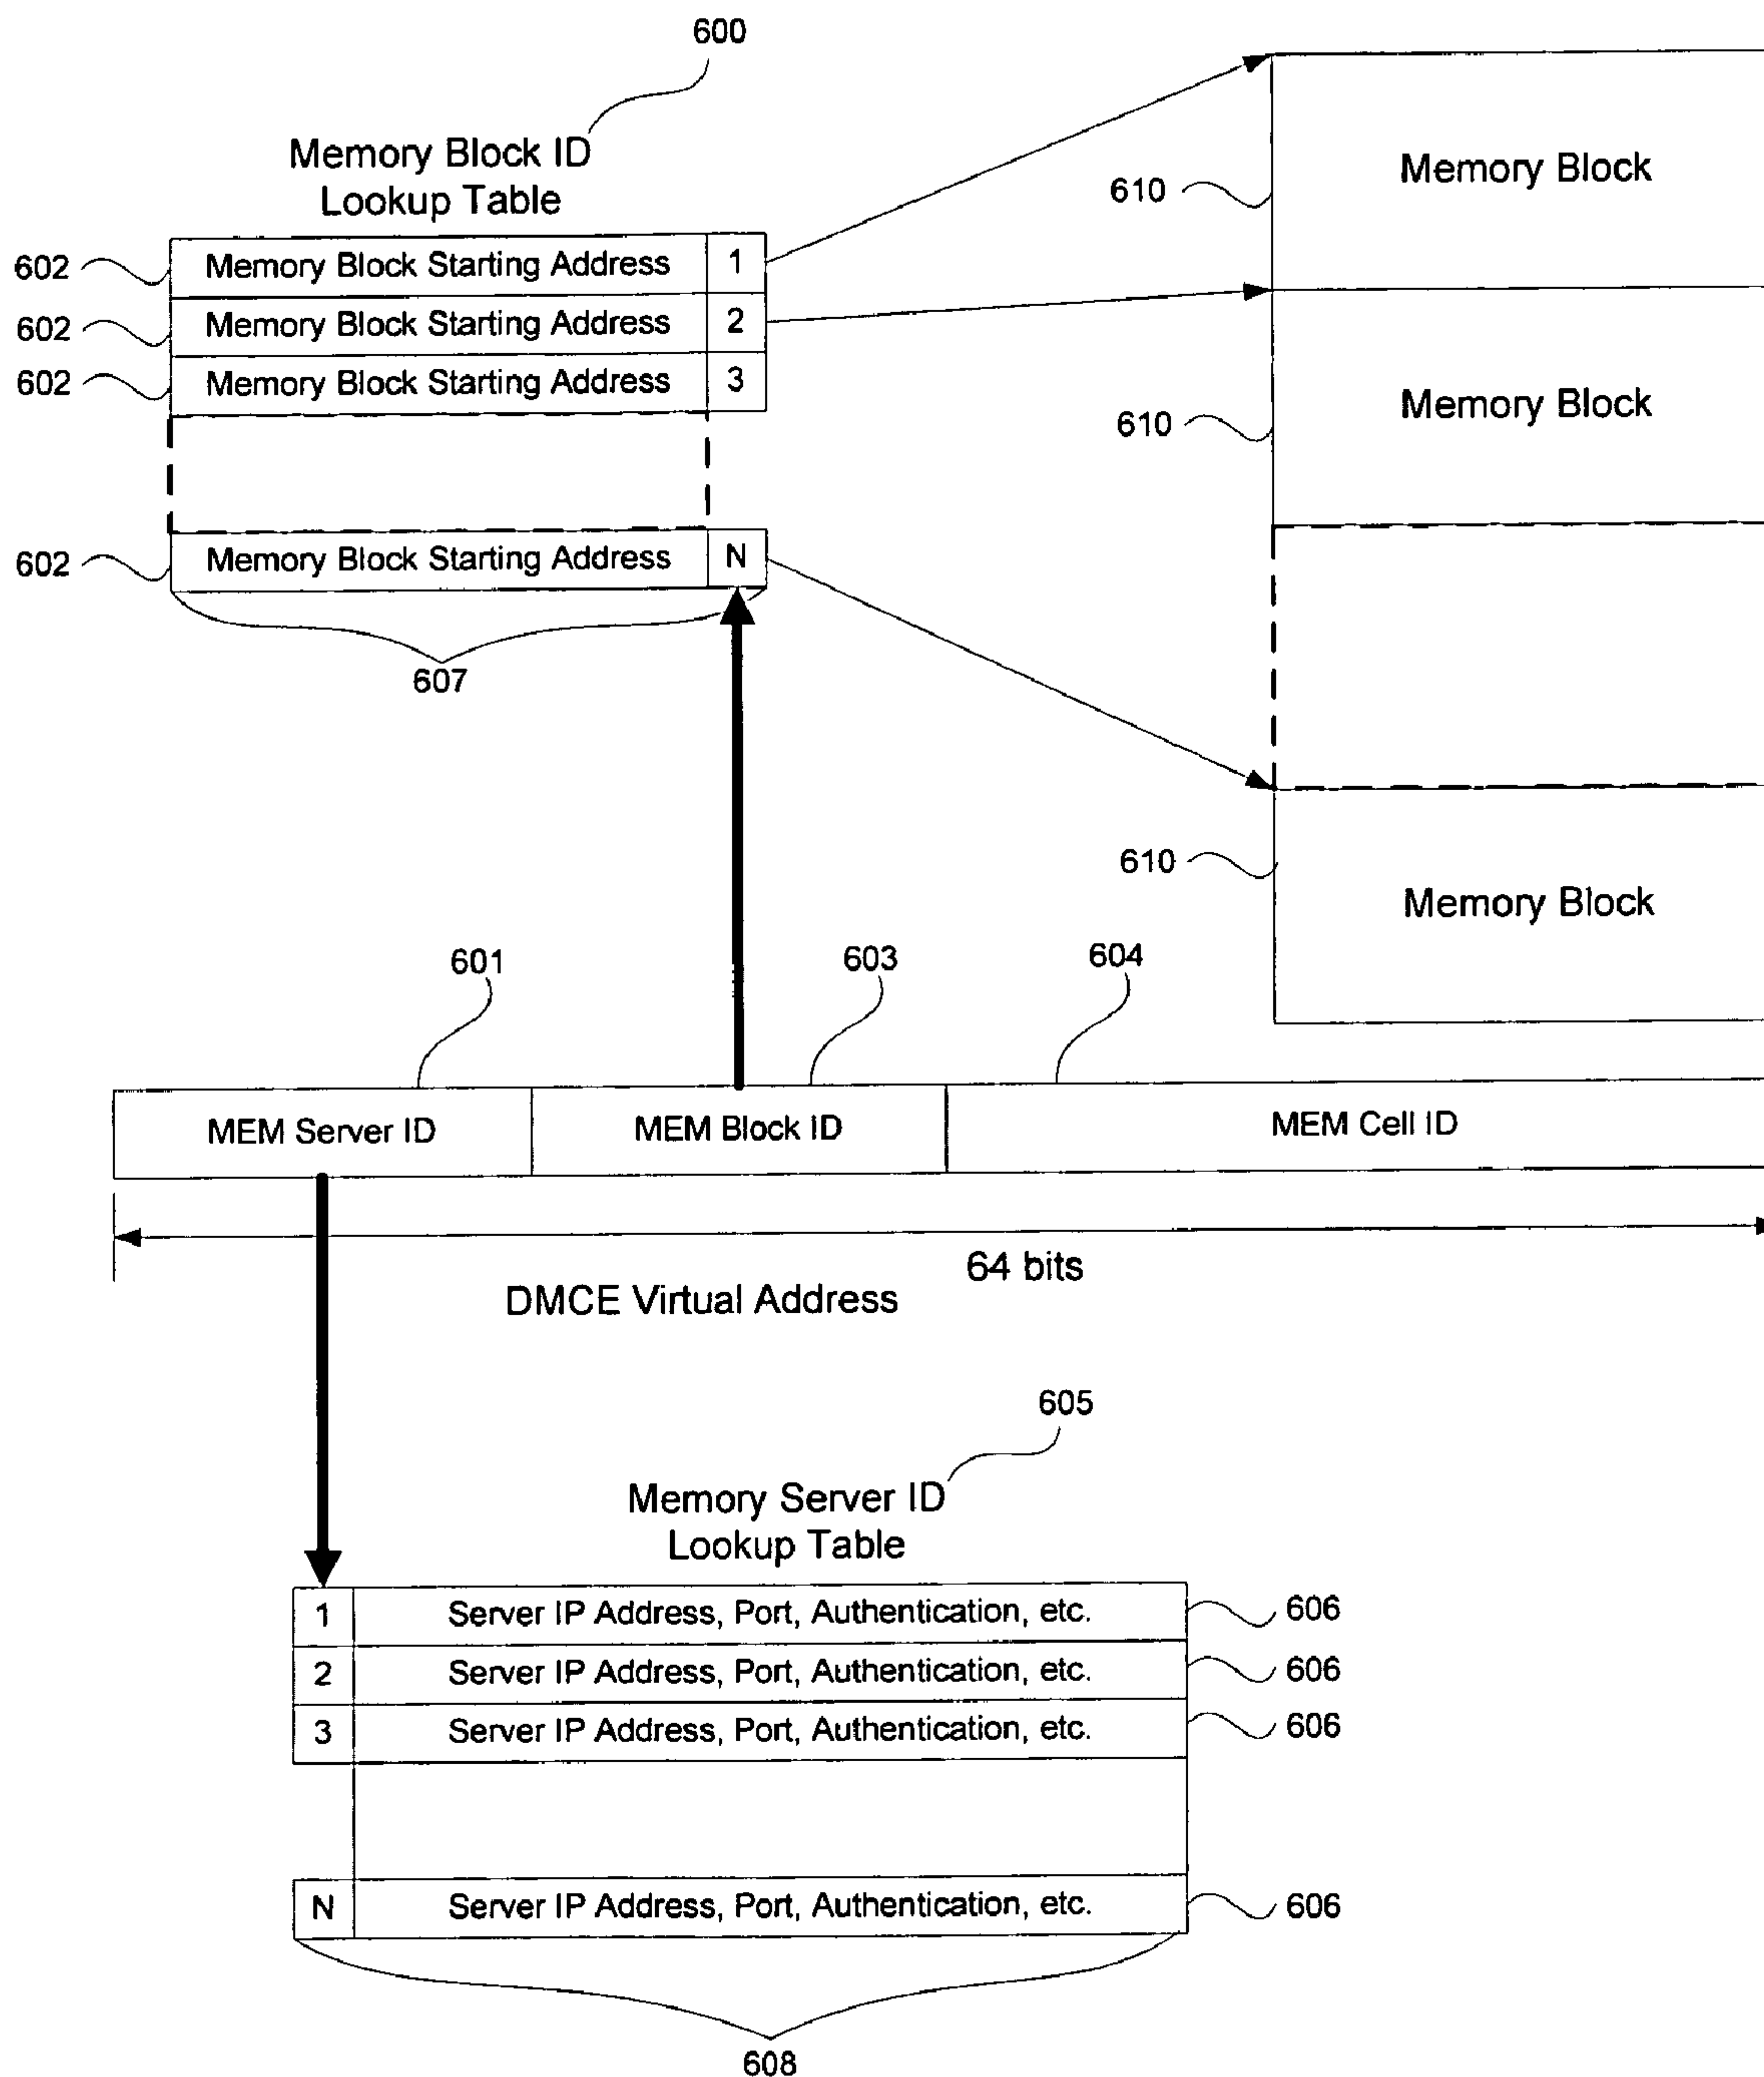 600
Memory Block ID
Lookup Table
602 Memory Block Starting Address 1
602 Memory Block Starting Address 2
602 Memory Block Starting Address 3
602 Memory Block Starting Address N
607
610 Memory Block
610 Memory Block
610 Memory Block
601 603 604
MEM Server ID MEM Block ID MEM Cell ID
64 bits
DMCE Virtual Address
605
Memory Server ID
Lookup Table
1 Server IP Address, Port, Authentication, etc. 606
2 Server IP Address, Port, Authentication, etc. 606
3 Server IP Address, Port, Authentication, etc. 606
N Server IP Address, Port, Authentication, etc. 606
608